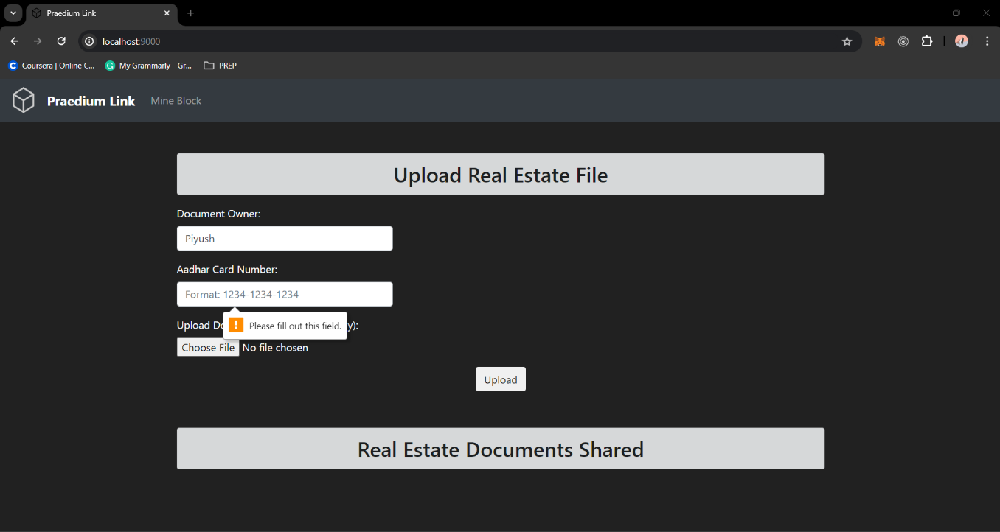 Praedium Link
localhost:9000
Coursera | Online C... My Grammarly - Gr... PREP
Praedium Link Mine Block
Upload Real Estate File
Document Owner:
Piyush
Aadhar Card Number:
Format: 1234-1234-1234
Upload Do y):
Please fill out this field.
Choose File No file chosen
Upload
Real Estate Documents Shared